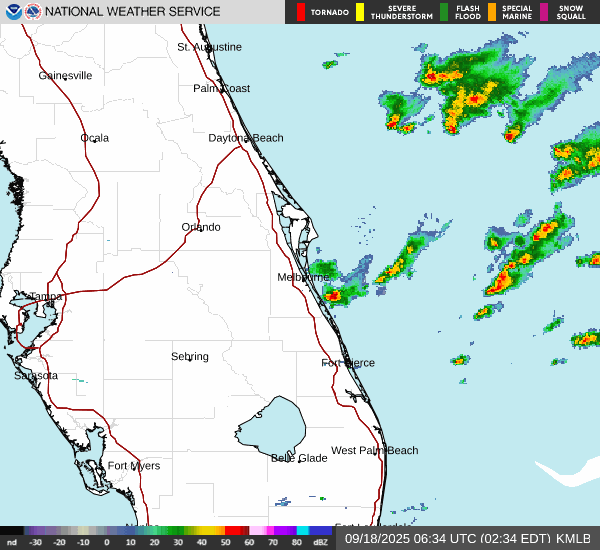 NATIONAL WEATHER SERVICE
TORNADO
SEVERE
THUNDERSTORM
FLASH
FLOOD
SPECIAL
MARINE
SNOW
SQUALL
St. Augustine
Gainesville
Palm Coast
Ocala
Daytona Beach
Orlando
Melbourne
Tampa
Sebring
Fort Pierce
Sarasota
West Palm Beach
Belle Glade
Fort Myers
nd -30 -20 -10 0 10 20 30 40 50 60 70 80 dBZ
09/18/2025 06:34 UTC (02:34 EDT) KMLB